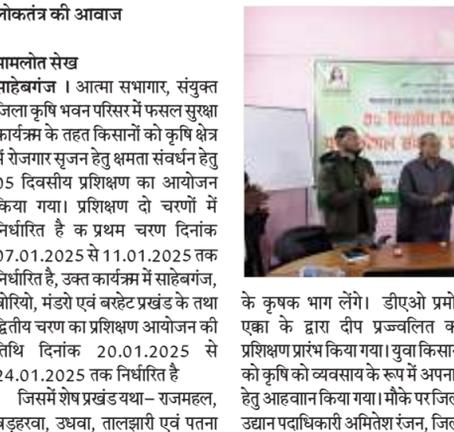 लोकतंत्र की आवाज
मामलोत सेख
साहेबगंज । आत्मा सभागार, संयुक्त
जिला कृषि भवन परिसर में फसल सुरक्षा
कार्यक्रम के तहत किसानों को कृषि क्षेत्र
में रोजगार सृजन हेतु क्षमता संवर्धन हेतु
05 दिवसीय प्रशिक्षण का आयोजन
किया गया। प्रशिक्षण दो चरणों में
निर्धारित है क प्रथम चरण दिनांक
07.01.2025 से 11.01.2025 तक
निर्धारित है, उक्त कार्यक्रम में साहेबगंज,
बोरियो, मंडरो एवं बरहेट प्रखंड के तथा
द्वितीय चरण का प्रशिक्षण आयोजन की
तिथि दिनांक 20.01.2025 से
24.01.2025 तक निर्धारित है
जिसमें शेष प्रखंड यथा– राजमहल,
बड़हरवा, उधवा, तालझारी एवं पतना
05 दिवसीय
के कृषक भाग लेंगे। डीएओ प्रमो
एक्का के द्वारा दीप प्रज्ज्वलित क
प्रशिक्षण प्रारंभ किया गया। युवा किसान
को कृषि को व्यवसाय के रूप में अपना
हेतु आहवाान किया गया। मौके पर जिल
उद्यान पदाधिकारी अमितेश रंजन, जिल